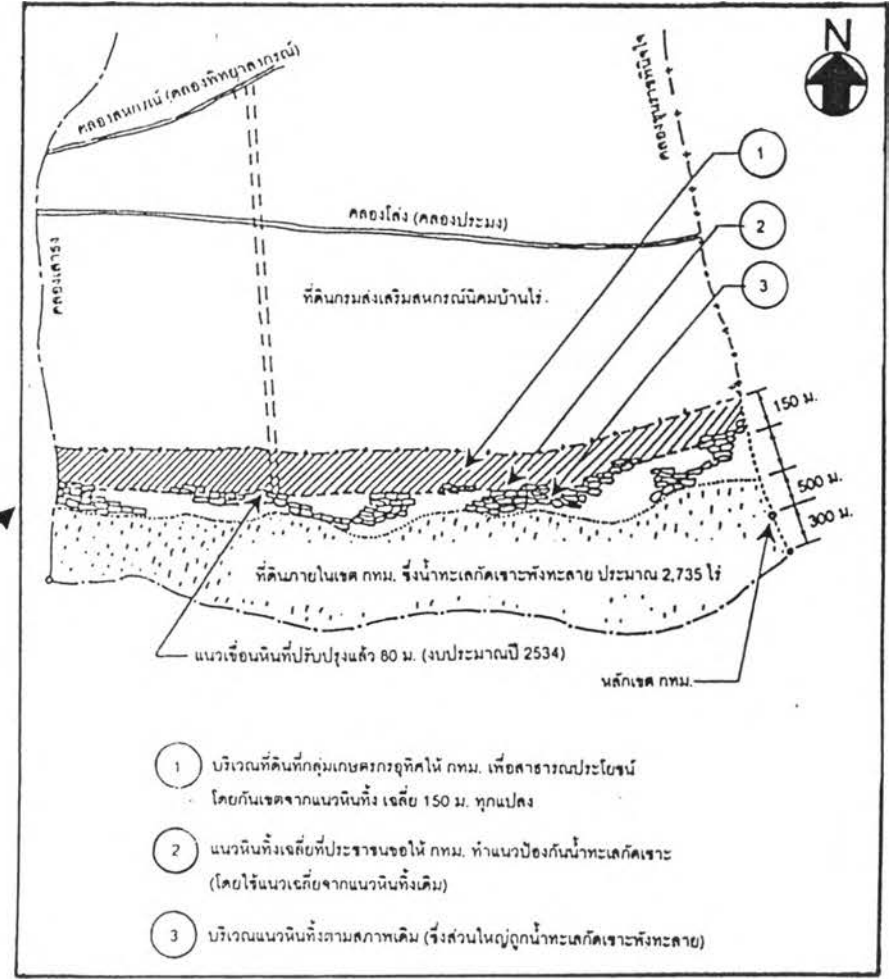 N
คลองสหกรณ์ (คลองพิทยาลงกรณ์)
1
คลองโล่ง (คลองประมง)
2
คลองเสาธง
ที่ดินกรมส่งเสริมสหกรณ์นิคมบ้านไร่
3
150 ม.
500 ม.
300 ม.
ที่ดินภายในเขต กทม. ซึ่งน้ำทะเลกัดเซาะพังทะลาย ประมาณ 2,735 ไร่
แนวเขื่อนหินที่ปรับปรุงแล้ว 80 ม. (งบประมาณปี 2534)
หลักเขต กทม.
1 บริเวณที่ดินที่กลุ่มเกษตรกรอุทิศให้ กทม. เพื่อสาธารณประโยชน์
โดยกันเขตจากแนวหินทิ้ง เฉลี่ย 150 ม. ทุกแปลง
2 แนวหินทิ้งเฉลี่ยที่ประชาชนขอให้ กทม. ทำแนวป้องกันน้ำทะเลกัดเซาะ
(โดยใช้แนวเฉลี่ยจากแนวหินทิ้งเดิม)
3 บริเวณแนวหินทิ้งตามสภาพเดิม (ซึ่งส่วนใหญ่ถูกน้ำทะเลกัดเซาะพังทะลาย)